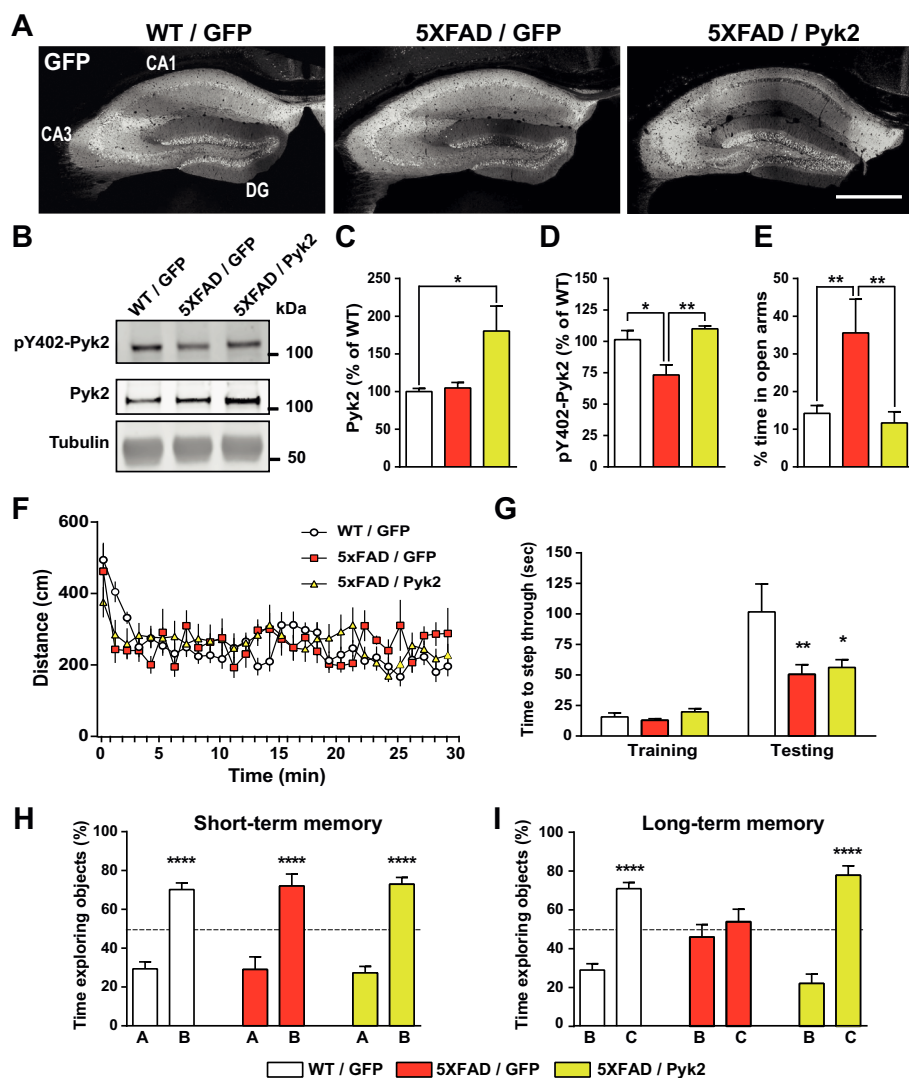 A
WT / GFP
5XFAD / GFP
5XFAD / Pyk2
GFP
CA1
CA3
DG
B
WT / GFP
5XFAD / GFP
5XFAD / Pyk2
kDa
pY402-Pyk2
100
Pyk2
100
Tubulin
50
C
Pyk2 (% of WT)
250
200
150
100
50
0
*
D
pY402-Pyk2 (% of WT)
150
125
100
75
50
25
0
* **
E
% time in open arms
50
40
30
20
10
0
** **
F
Distance (cm)
600
400
200
0
WT / GFP
5xFAD / GFP
5xFAD / Pyk2
0 5 10 15 20 25 30
Time (min)
G
Time to step through (sec)
150
125
100
75
50
25
0
** *
Training Testing
H
Short-term memory
Time exploring objects (%)
100
80
60
40
20
0
**** **** ****
A B A B A B
I
Long-term memory
Time exploring objects (%)
100
80
60
40
20
0
**** ****
B C B C B C
WT / GFP 5XFAD / GFP 5XFAD / Pyk2